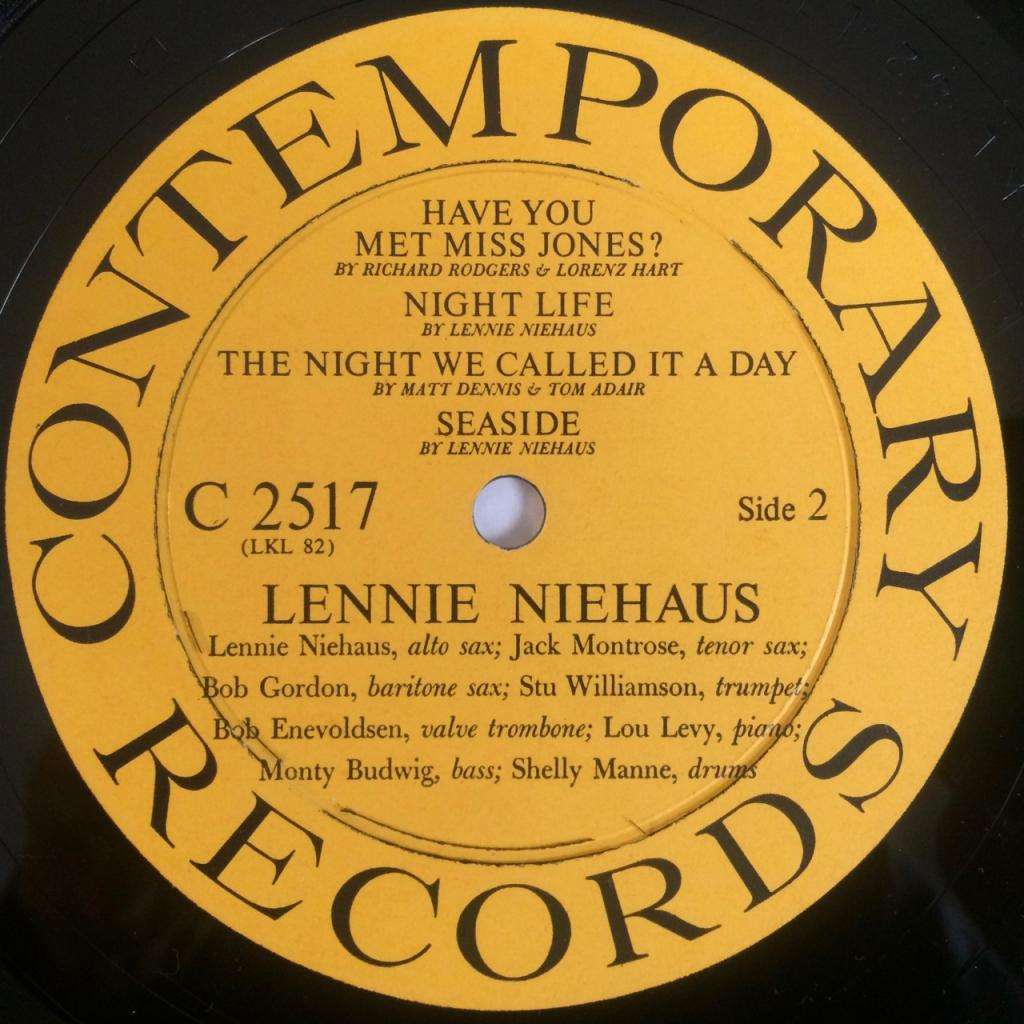 CONTEMPORARY
HAVE YOU
MET MISS JONES?
BY RICHARD RODGERS & LORENZ HART
NIGHT LIFE
BY LENNIE NIEHAUS
THE NIGHT WE CALLED IT A DAY
BY MATT DENNIS & TOM ADAIR
SEASIDE
BY LENNIE NIEHAUS
C 2517
(LKL 82)
Side 2
LENNIE NIEHAUS
Lennie Niehaus, alto sax; Jack Montrose, tenor sax;
Bob Gordon, baritone sax; Stu Williamson, trumpet;
Bob Enevoldsen, valve trombone; Lou Levy, piano;
Monty Budwig, bass; Shelly Manne, drums
RECORDS